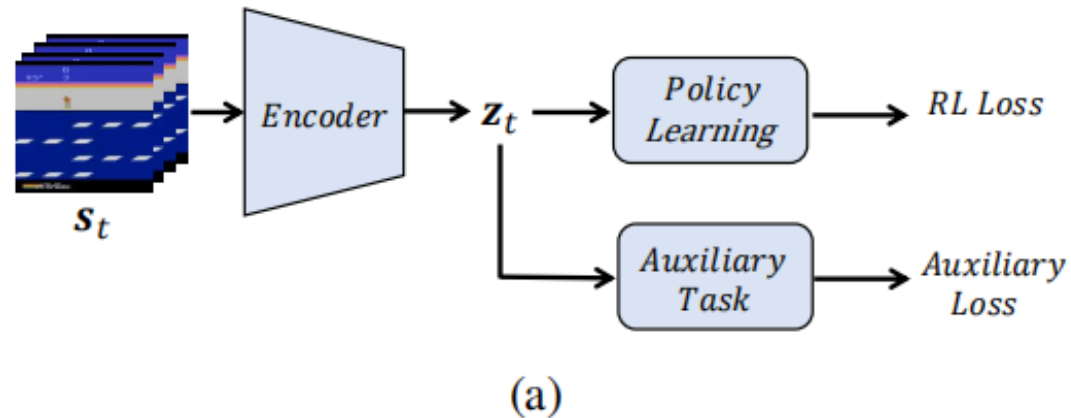 s_t
Encoder
z_t
Policy
Learning
RL Loss
Auxiliary
Task
Auxiliary
Loss
(a)